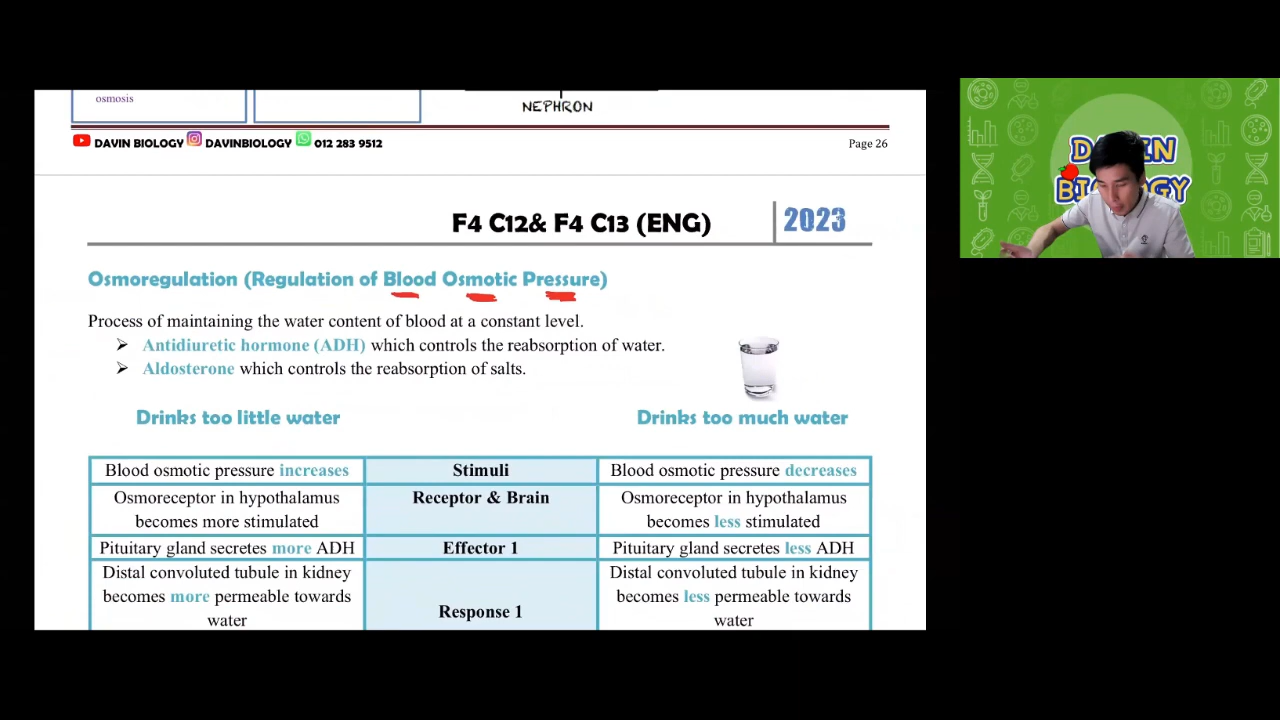 osmosis
NEPHRON
DAVIN BIOLOGY DAVINBIOLOGY 012 283 9512
Page 26
DAVIN
BIOLOGY
F4 C12& F4 C13 (ENG)
2023
Osmoregulation (Regulation of Blood Osmotic Pressure)
Process of maintaining the water content of blood at a constant level.
➢ Antidiuretic hormone (ADH) which controls the reabsorption of water.
➢ Aldosterone which controls the reabsorption of salts.
Drinks too little water
Drinks too much water
Blood osmotic pressure increases
Stimuli
Blood osmotic pressure decreases
Osmoreceptor in hypothalamus
becomes more stimulated
Receptor & Brain
Osmoreceptor in hypothalamus
becomes less stimulated
Pituitary gland secretes more ADH
Effector 1
Pituitary gland secretes less ADH
Distal convoluted tubule in kidney
becomes more permeable towards
water
Response 1
Distal convoluted tubule in kidney
becomes less permeable towards
water